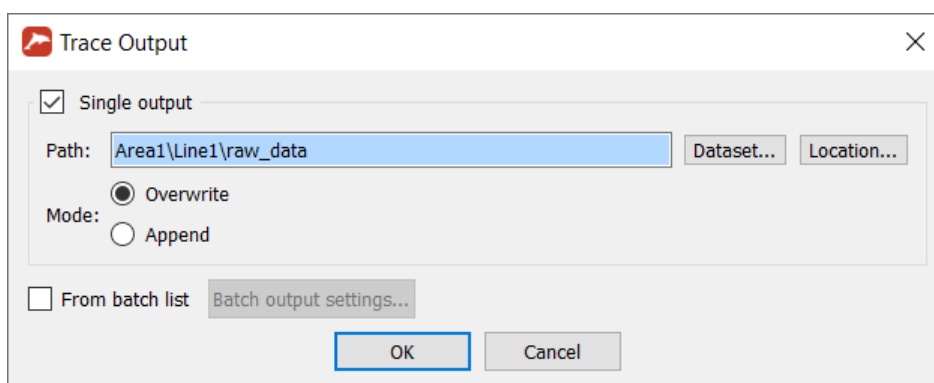 Trace Output
Single output
Path: Area1\Line1\raw_data Dataset... Location...
Mode:
Overwrite
Append
From batch list Batch output settings...
OK Cancel